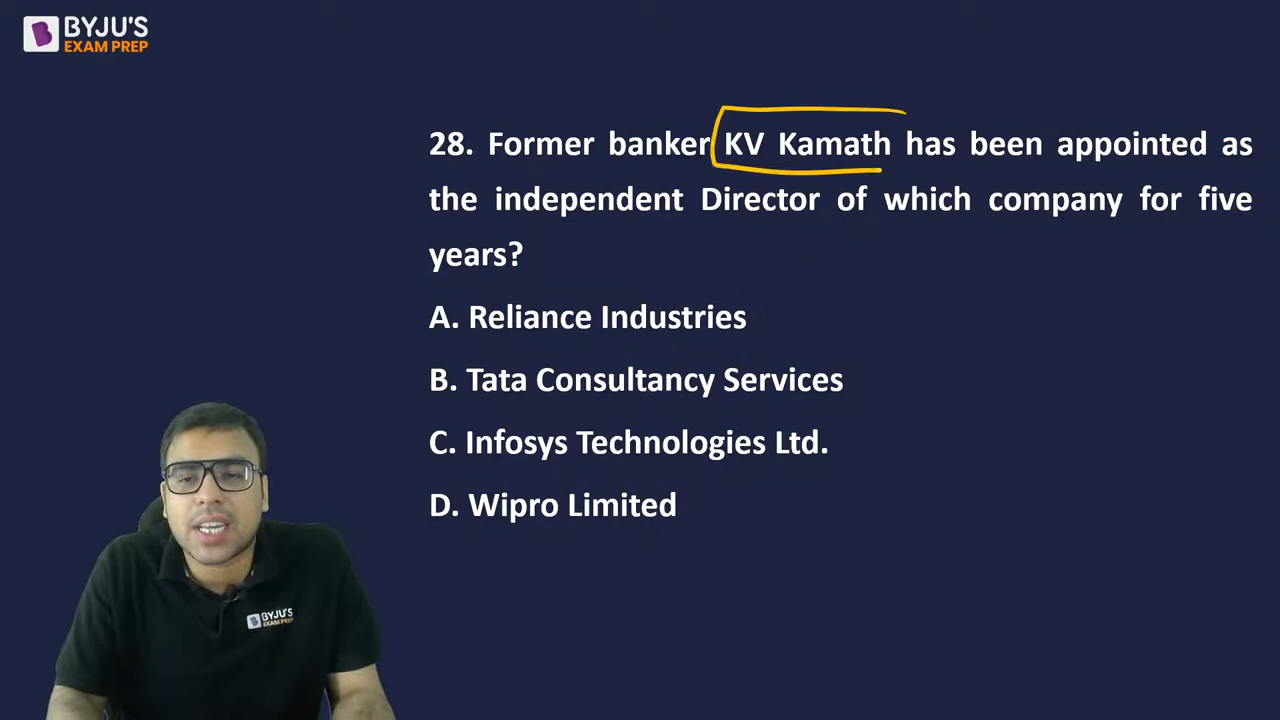 BYJU'S
EXAM PREP
28. Former banker KV Kamath has been appointed as
the independent Director of which company for five
years?
A. Reliance Industries
B. Tata Consultancy Services
C. Infosys Technologies Ltd.
D. Wipro Limited
BYJU'S
EXAM PREP